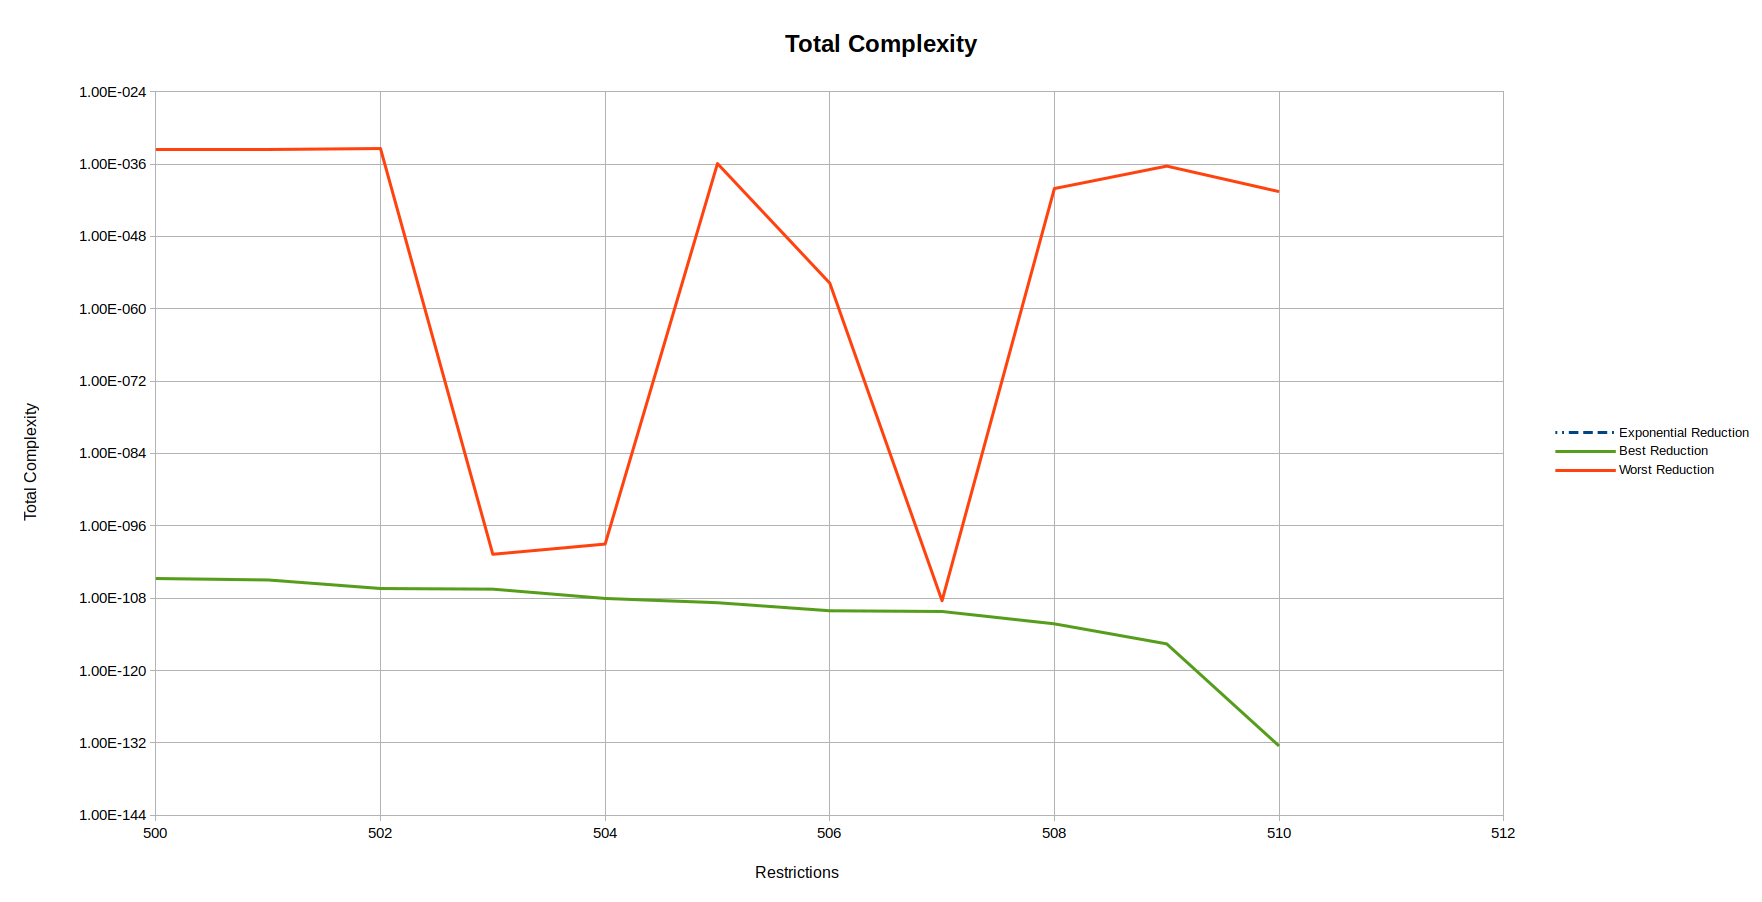 Total Complexity
1.00E-024
1.00E-036
1.00E-048
1.00E-060
1.00E-072
1.00E-084
1.00E-096
1.00E-108
1.00E-120
1.00E-132
1.00E-144
Total Complexity
500 502 504 506 508 510 512
Restrictions
Exponential Reduction
Best Reduction
Worst Reduction